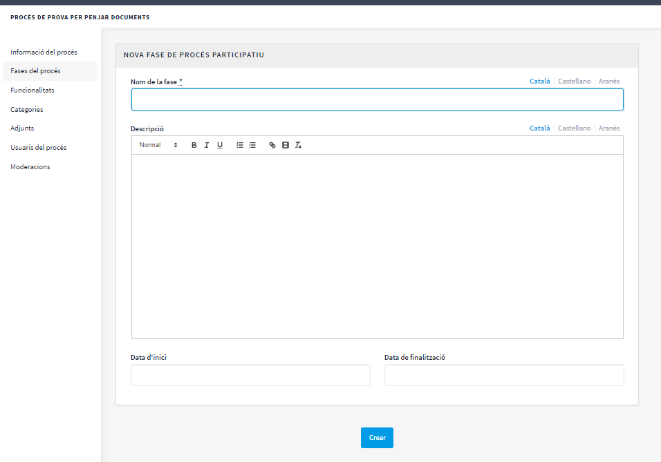 PROCÉS DE PROVA PER PENJAR DOCUMENTS
Informació del procés
Fases del procés
Funcionalitats
Categories
Adjunts
Usuaris del procés
Moderacions
NOVA FASE DE PROCÉS PARTICIPATIU
Nom de la fase * Català Castellano Aranés
Descripció Català Castellano Aranés
Normal B I U
Data d'inici Data de finalització
Crear